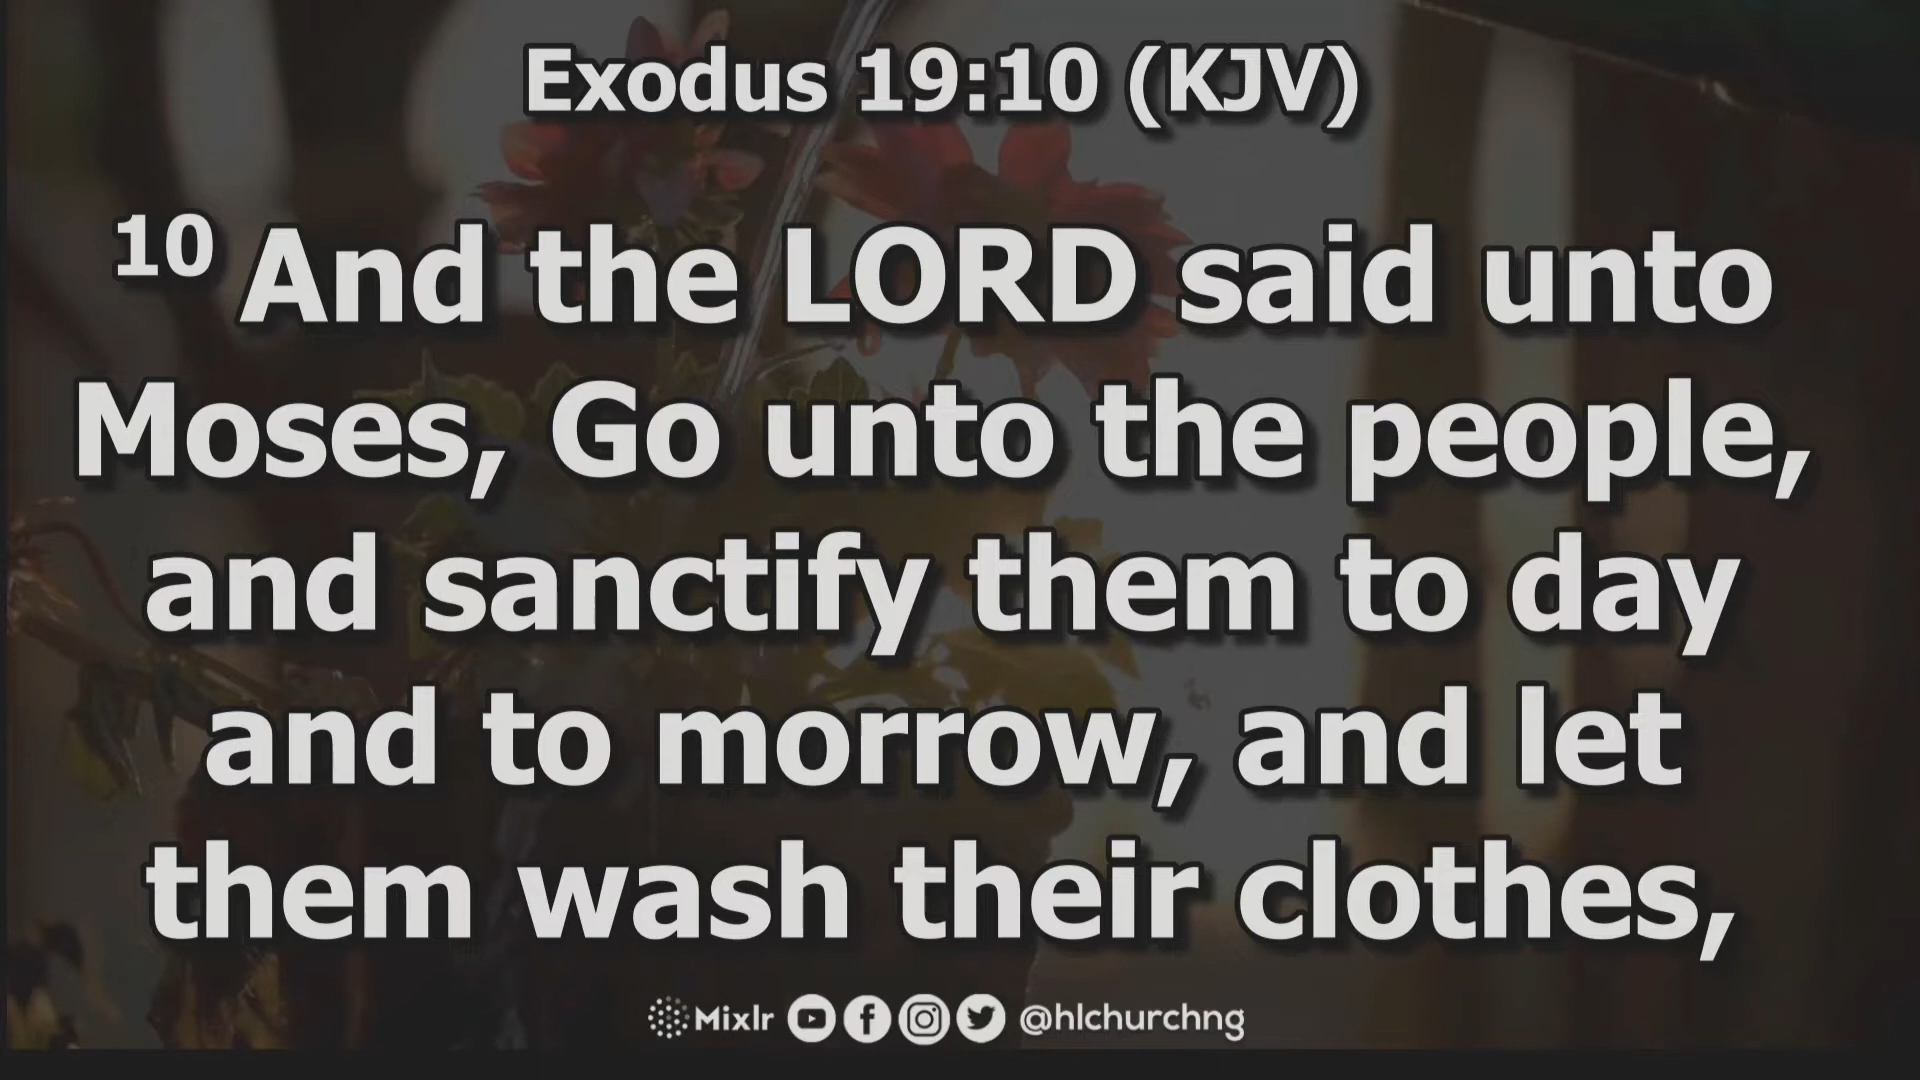 Exodus 19:10 (KJV)
10 And the LORD said unto
Moses, Go unto the people,
and sanctify them to day
and to morrow, and let
them wash their clothes,
Mixlr @hlchurchng